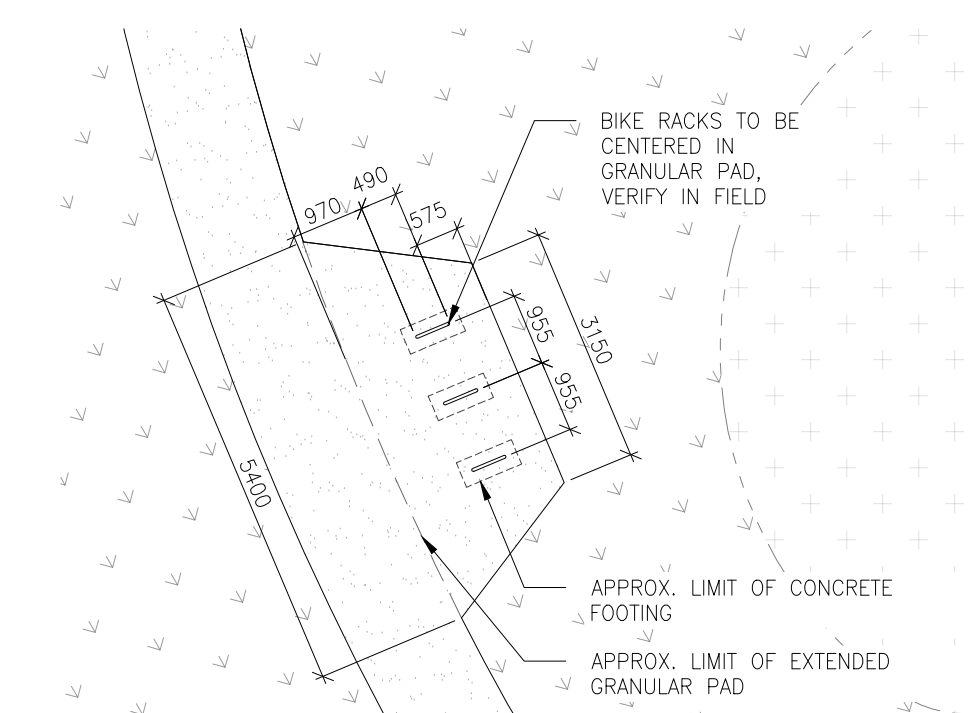 BIKE RACKS TO BE
CENTERED IN
GRANULAR PAD,
VERIFY IN FIELD
490
970
575
955
3150
955
5400
APPROX. LIMIT OF CONCRETE
FOOTING
APPROX. LIMIT OF EXTENDED
GRANULAR PAD